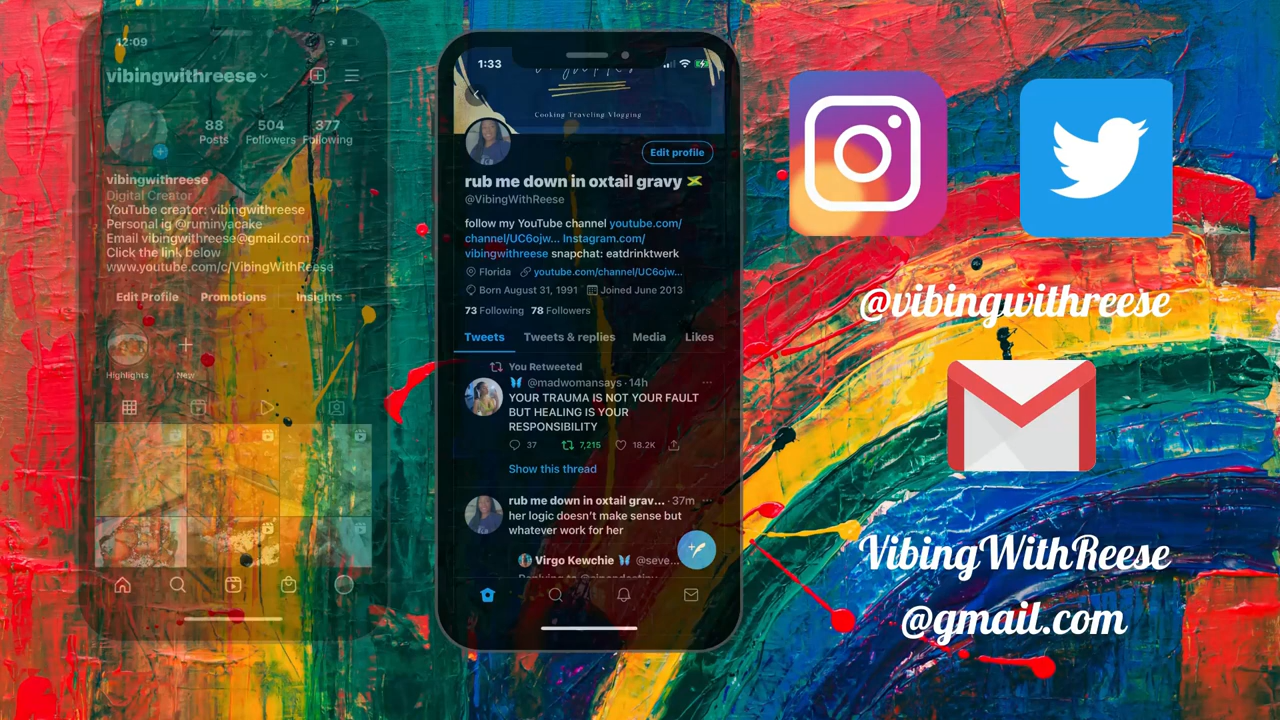 12:09
vibingwithreese
88 504 377
Posts Followers Following
vibingwithreese
Digital Creator
YouTube creator: vibingwithreese
Personal ig @ruminyacake
Email vibingwithreese@gmail.com
Click the link below
www.youtube.com/c/VibingWithReese
Edit Profile Promotions Insights
Highlights New
1:33
Cooking Traveling Vlogging
Edit profile
rub me down in oxtail gravy
@VibingWithReese
follow my YouTube channel youtube.com/
channel/UC6ojw... Instagram.com/
vibingwithreese snapchat: eatdrinktwerk
Florida youtube.com/channel/UC6ojw...
Born August 31, 1991 Joined June 2013
73 Following 78 Followers
Tweets Tweets & replies Media Likes
You Retweeted
@madwomansays · 14h
YOUR TRAUMA IS NOT YOUR FAULT
BUT HEALING IS YOUR
RESPONSIBILITY
37 7,215 18.2K
Show this thread
rub me down in oxtail grav... · 37m
her logic doesn't make sense but
whatever work for her
Virgo Kewchie @seve...
@vibingwithreese
VibingWithReese
@gmail.com